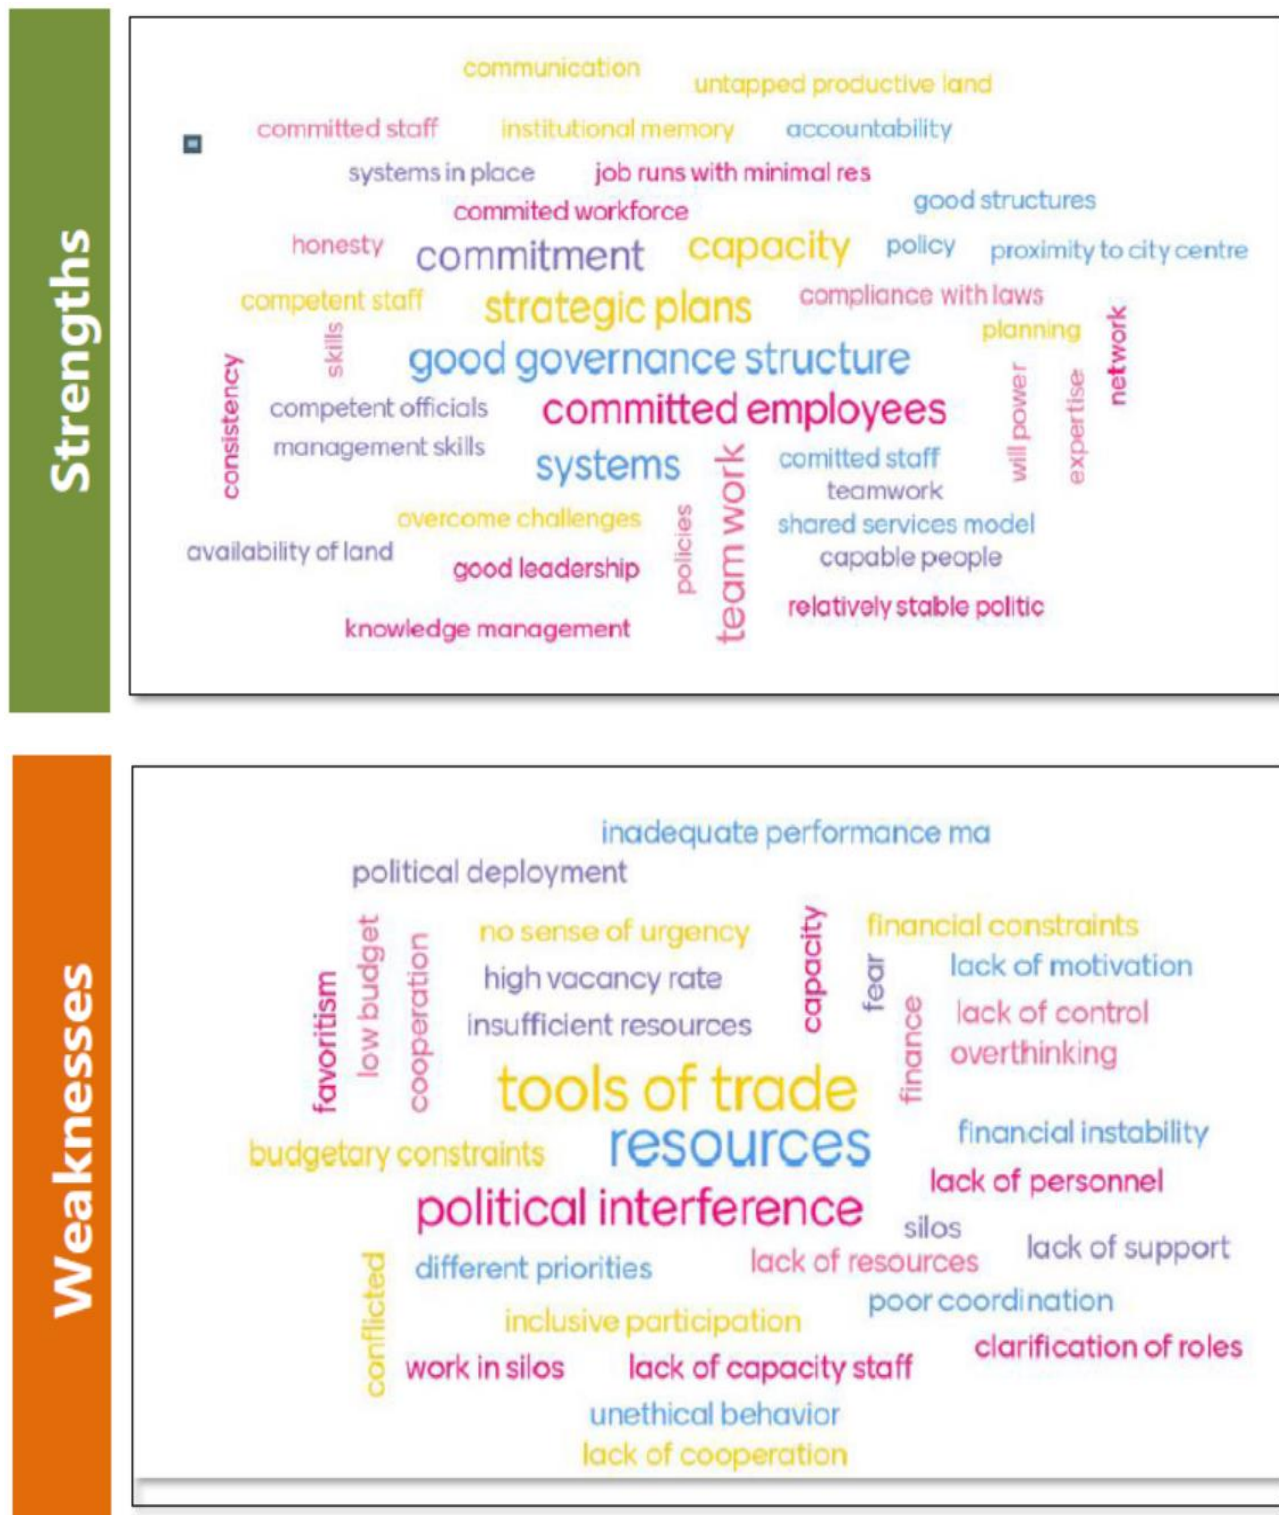 Strengths
communication
untapped productive land
committed staff
institutional memory
accountability
systems in place
job runs with minimal res
good structures
commited workforce
honesty
commitment
capacity
policy
proximity to city centre
competent staff
strategic plans
compliance with laws
planning
network
skills
good governance structure
consistency
will power
expertise
competent officials
committed employees
management skills
systems
team work
comitted staff
teamwork
overcome challenges
policies
shared services model
availability of land
good leadership
capable people
relatively stable politic
knowledge management
Weaknesses
inadequate performance ma
political deployment
favoritism
low budget
cooperation
no sense of urgency
capacity
financial constraints
high vacancy rate
fear
lack of motivation
insufficient resources
finance
lack of control
overthinking
tools of trade
budgetary constraints
resources
financial instability
political interference
lack of personnel
silos
lack of support
conflicted
different priorities
lack of resources
poor coordination
inclusive participation
clarification of roles
work in silos
lack of capacity staff
unethical behavior
lack of cooperation